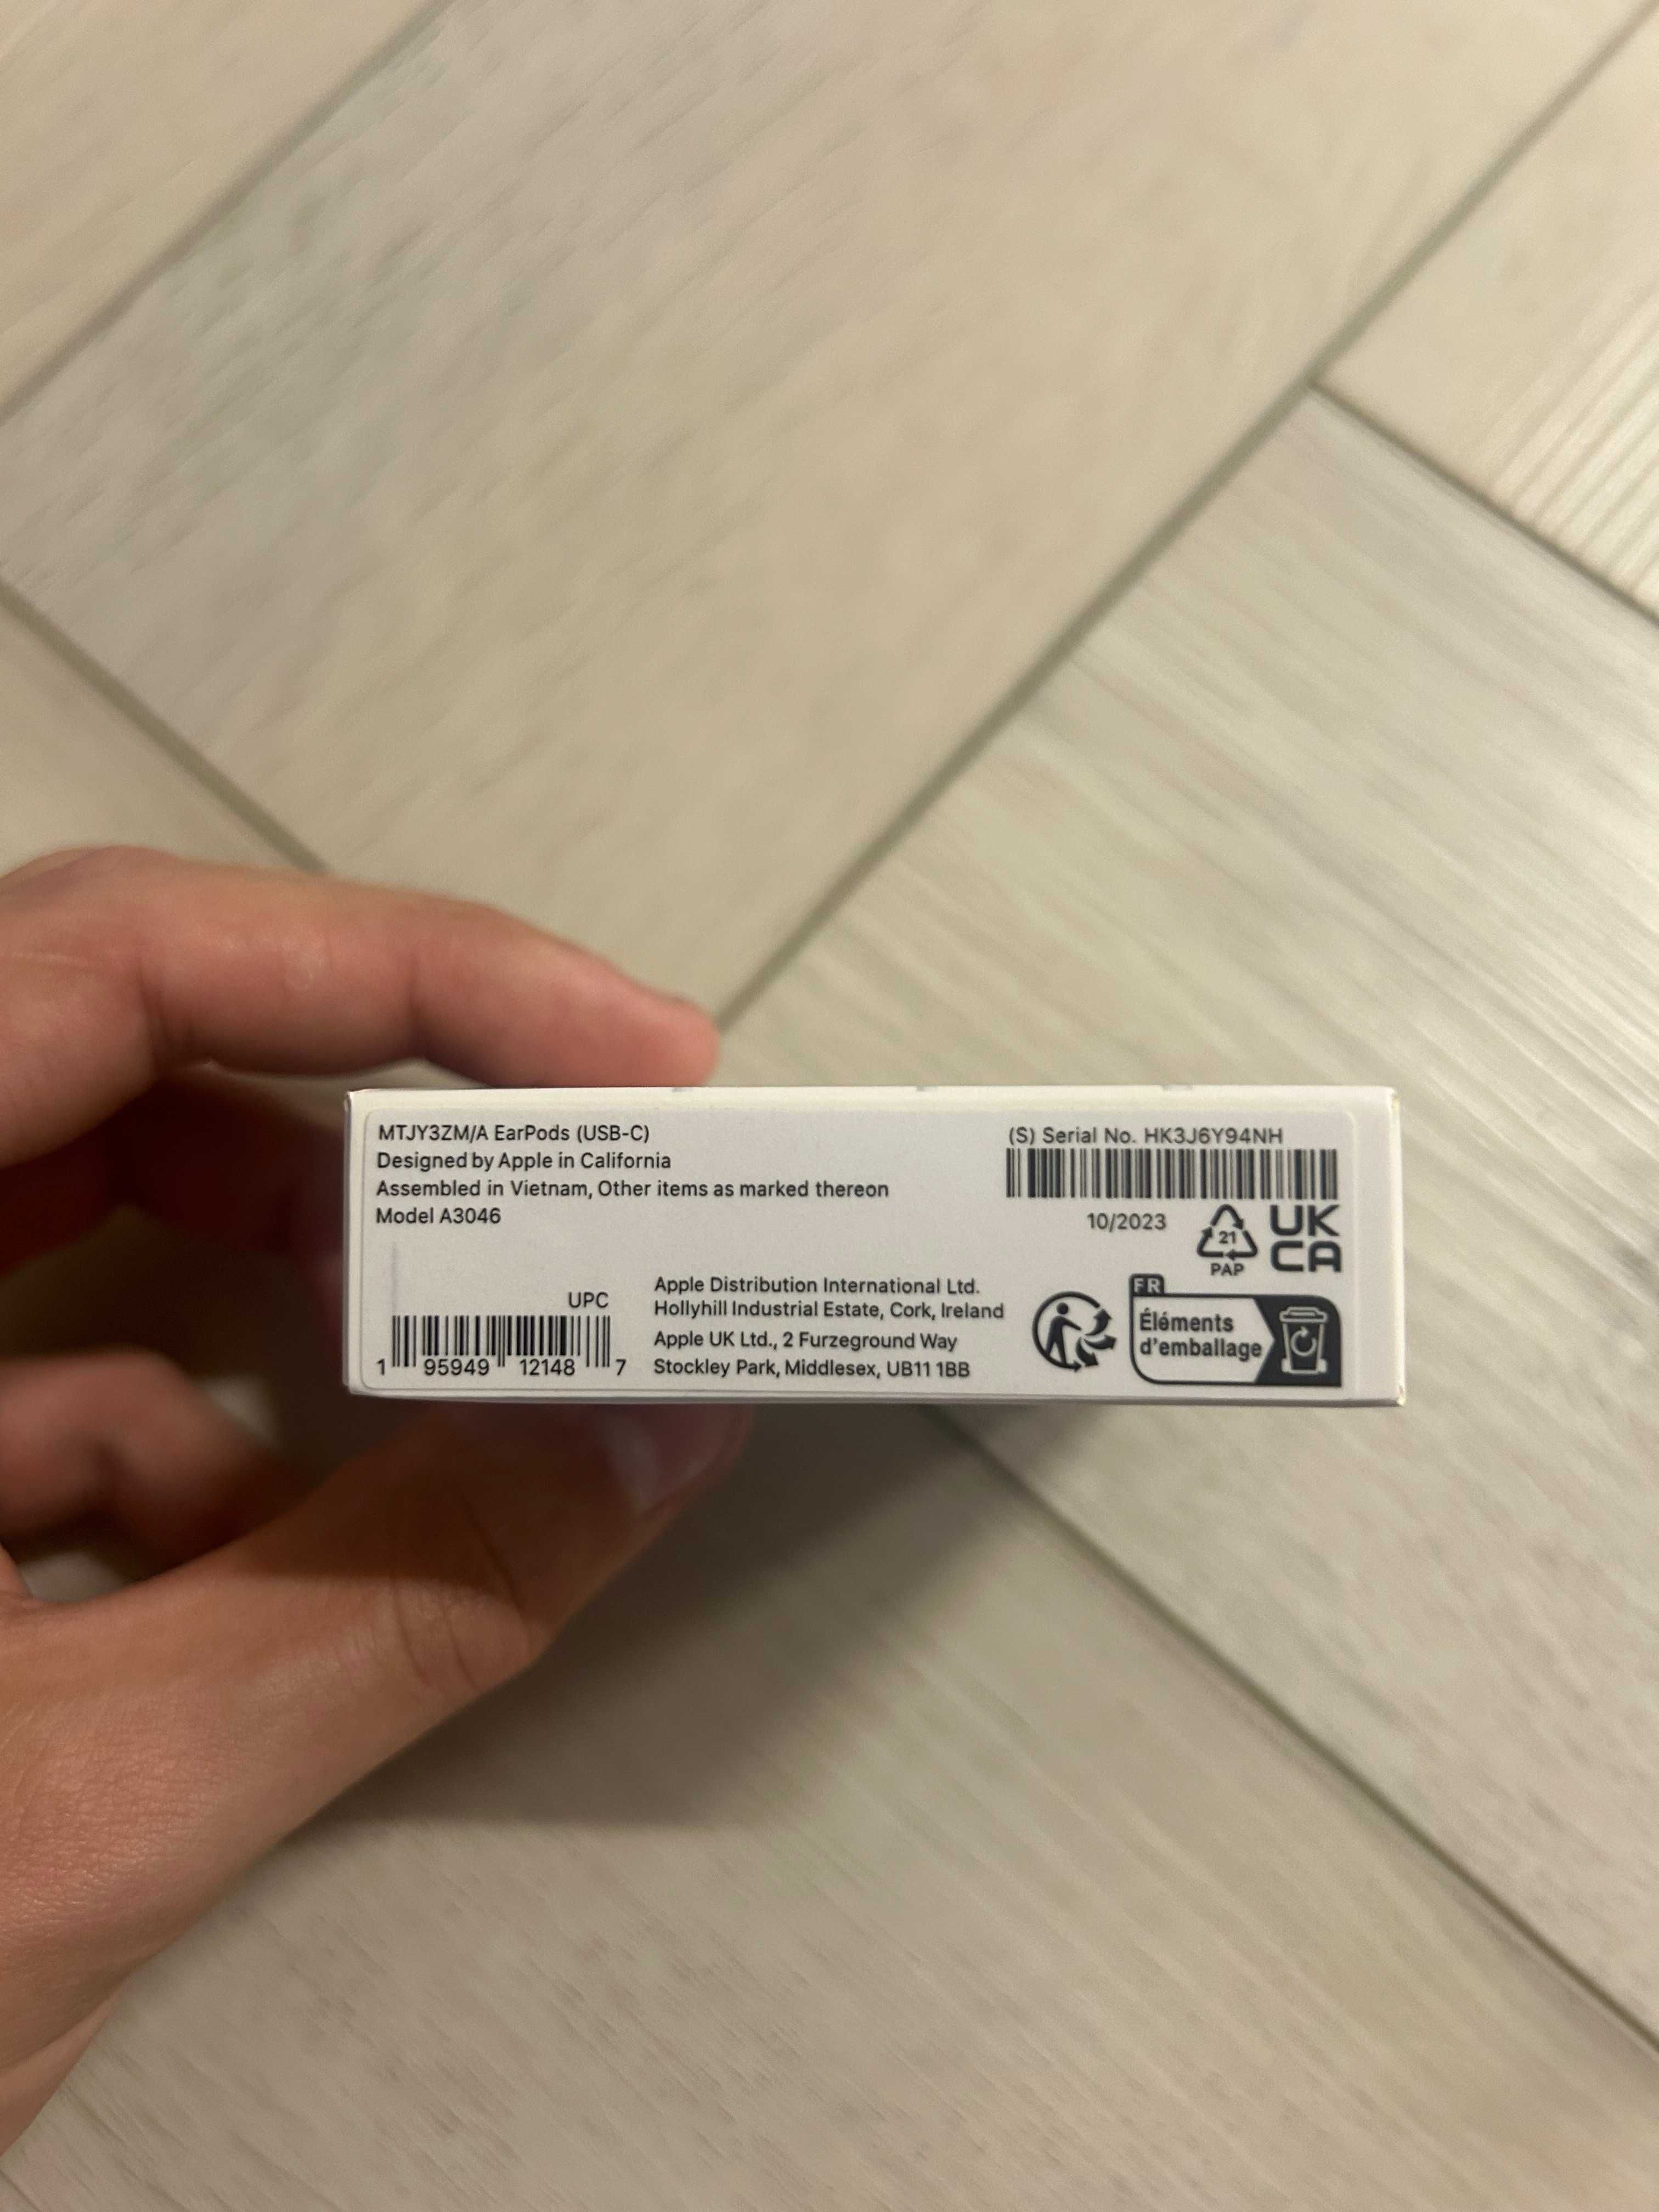 MTJY3ZM/A EarPods (USB-C)
Designed by Apple in California
Assembled in Vietnam, Other items as marked thereon
Model A3046
(S) Serial No. HK3J6Y94NH
10/2023
21
PAP
UK
CA
UPC
1 95949 12148 7
Apple Distribution International Ltd.
Hollyhill Industrial Estate, Cork, Ireland
Apple UK Ltd., 2 Furzeground Way
Stockley Park, Middlesex, UB11 1BB
FR
Éléments
d'emballage